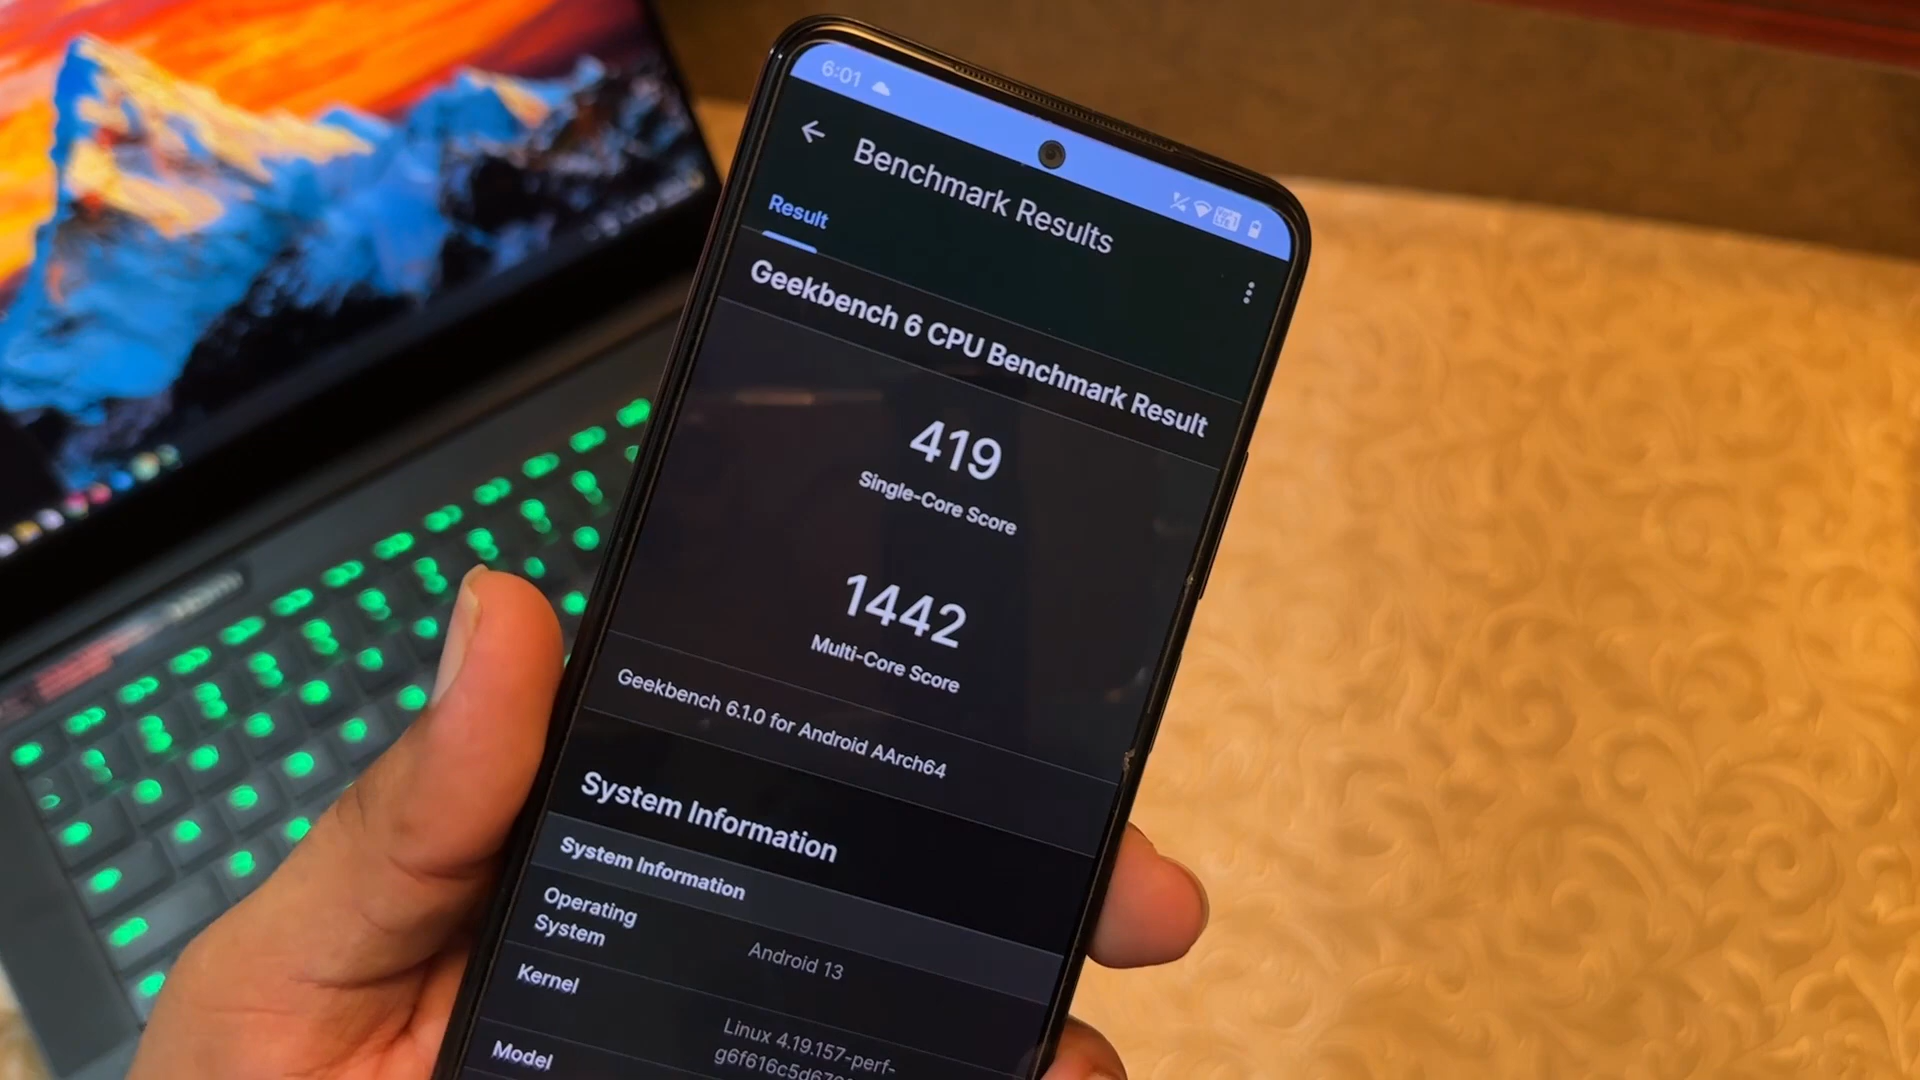 6:01
Benchmark Results
Result
Geekbench 6 CPU Benchmark Result
419
Single-Core Score
1442
Multi-Core Score
Geekbench 6.1.0 for Android AArch64
System Information
System Information
Operating
System
Android 13
Kernel
Linux 4.19.157-perf-
Model